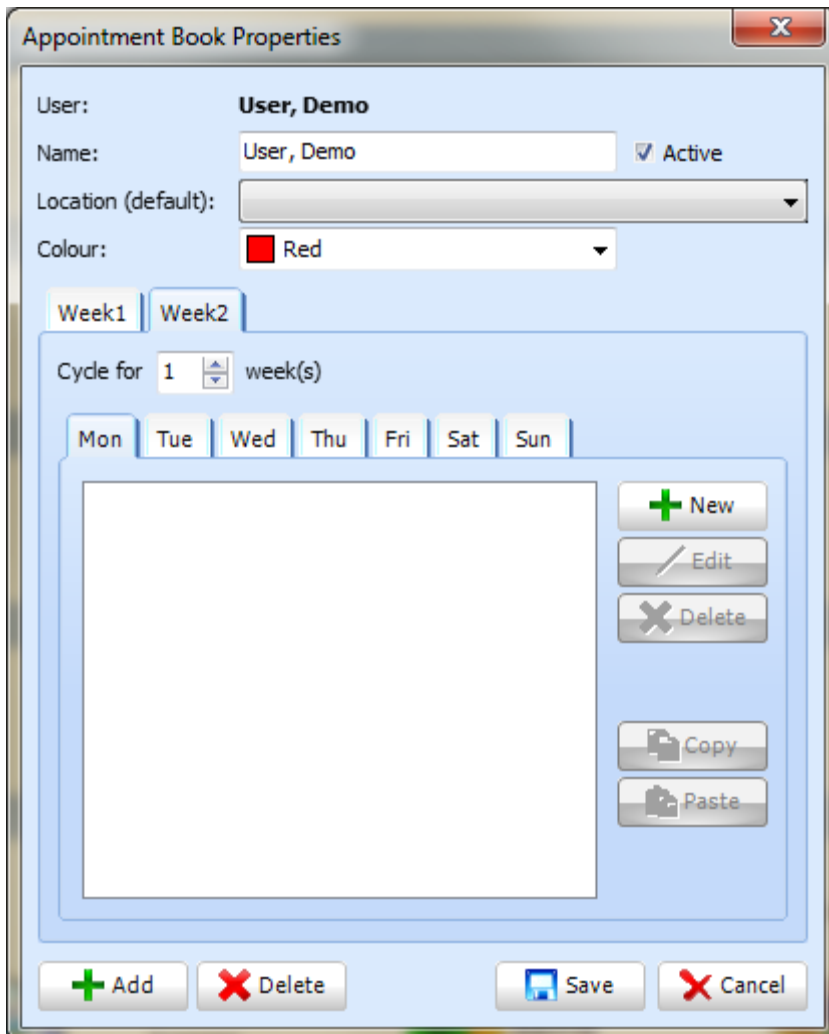 Appointment Book Properties
User: User, Demo
Name: User, Demo Active
Location (default):
Colour: Red
Week1 Week2
Cycle for 1 week(s)
Mon Tue Wed Thu Fri Sat Sun
New
Edit
Delete
Copy
Paste
Add Delete Save Cancel